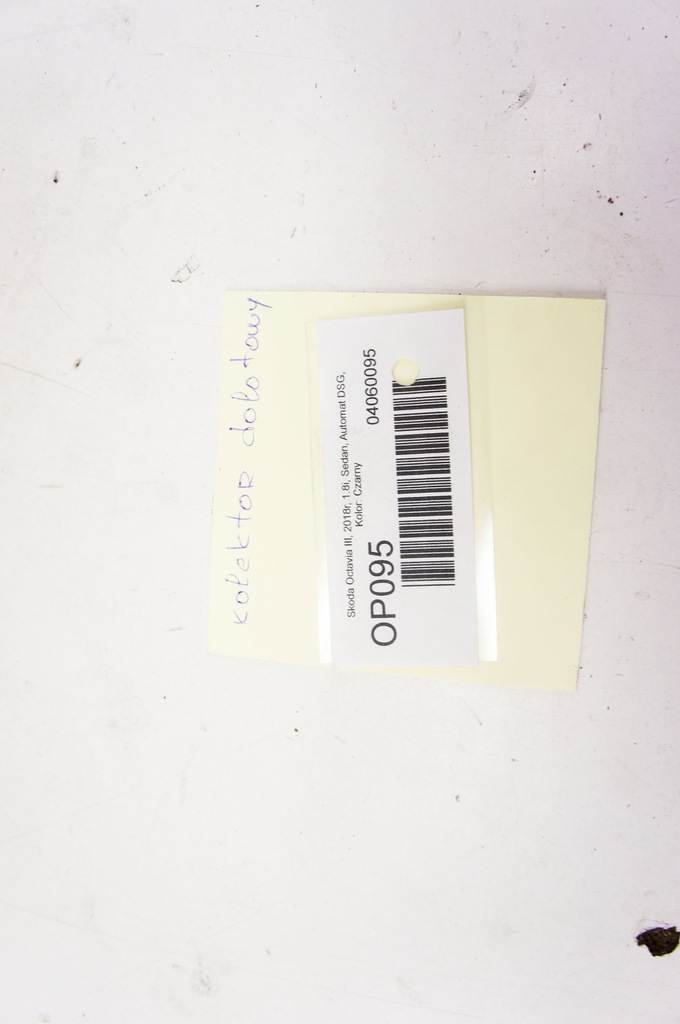 kolektor dolotowy
Skoda Octavia III, 2018r, 1.8i, Sedan, Automat DSG,
Kolor: Czarny
OP095
04060095